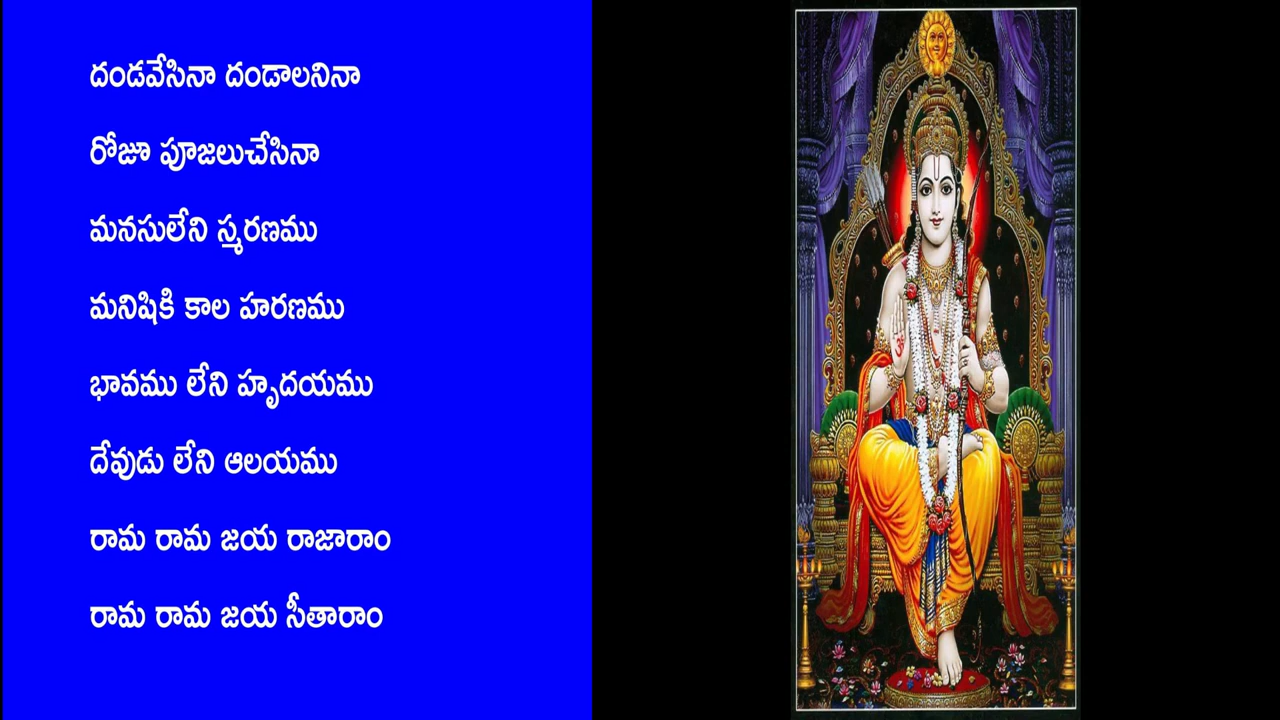 దండవేసినా దండాలనినా
రోజూ పూజలుచేసినా
మనసులేని స్మరణము
మనిషికి కాల హరణము
భావము లేని హృదయము
దేవుడు లేని ఆలయము
రామ రామ జయ రాజారాం
రామ రామ జయ సీతారాం